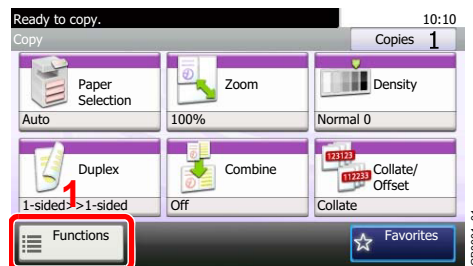 Ready to copy.
10:10
Copy
Copies 1
Paper
Selection
Auto
Zoom
100%
Density
Normal 0
Duplex
1-sided>>1-sided
Combine
Off
123123
112233
Collate/
Offset
Collate
1
Functions
Favorites